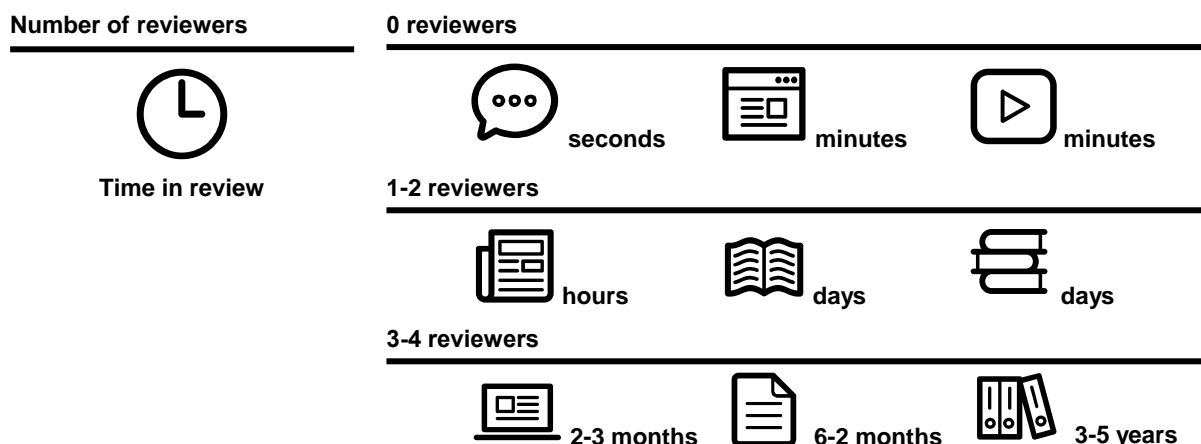 Number of reviewers
0 reviewers
seconds
minutes
minutes
Time in review
1-2 reviewers
hours
days
days
3-4 reviewers
2-3 months
6-2 months
3-5 years